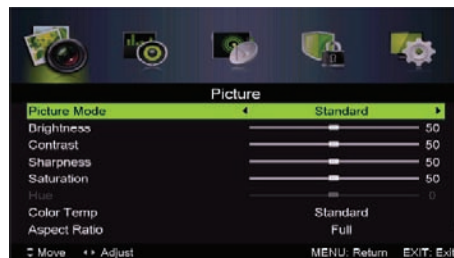 Picture
Picture Mode Standard
Brightness 50
Contrast 50
Sharpness 50
Saturation 50
Hue 0
Color Temp Standard
Aspect Ratio Full
Move Adjust MENU: Return EXIT: Exit